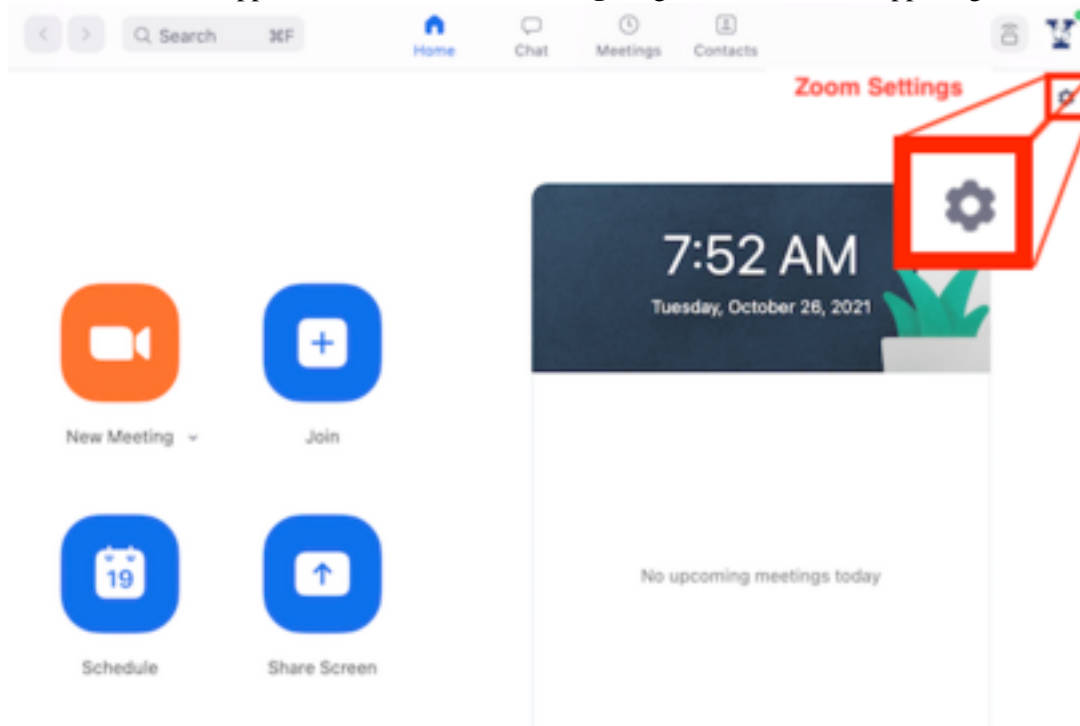 Search ⌘F
Home
Chat
Meetings
Contacts
Zoom Settings
7:52 AM
Tuesday, October 26, 2021
New Meeting
Join
19
Schedule
Share Screen
No upcoming meetings today